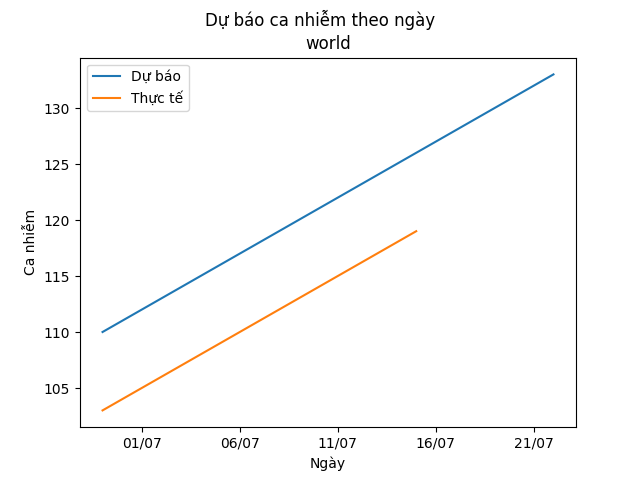 Dự báo ca nhiễm theo ngày
world
Dự báo
Thực tế
130
125
120
115
110
105
Ca nhiễm
01/07 06/07 11/07 16/07 21/07
Ngày